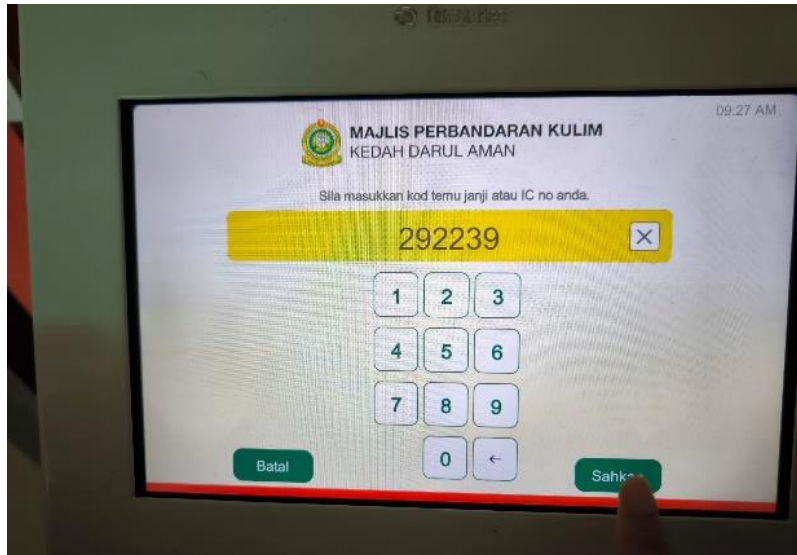 09:27 AM
MAJLIS PERBANDARAN KULIM
KEDAH DARUL AMAN
Sila masukkan kod temu janji atau IC no anda.
292239
1 2 3
4 5 6
7 8 9
0 ←
Batal